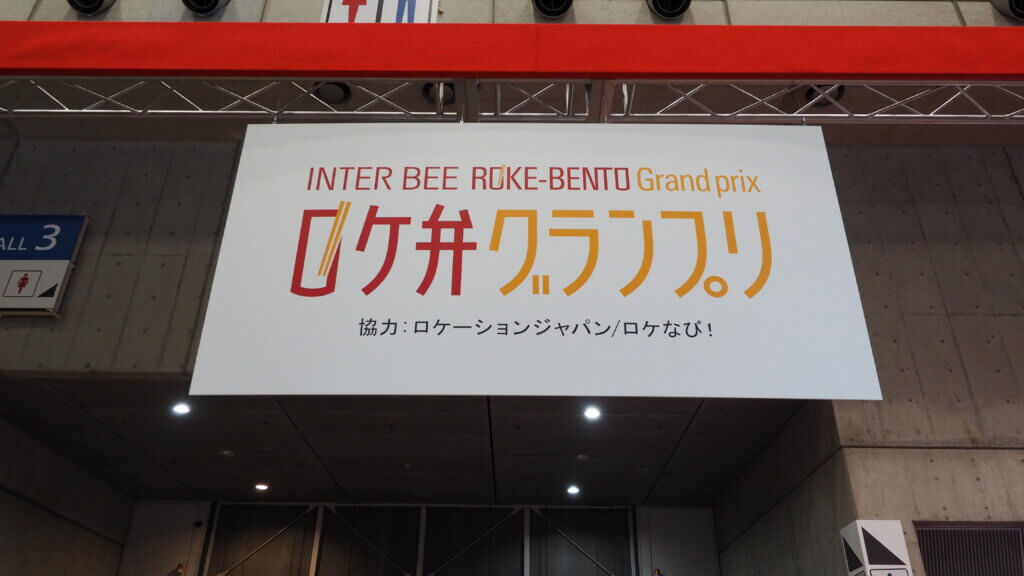 INTER BEE ROKE-BENTO Grand prix
ロケ弁グランプリ
協力:ロケーションジャパン/ロケなび!
ALL 3